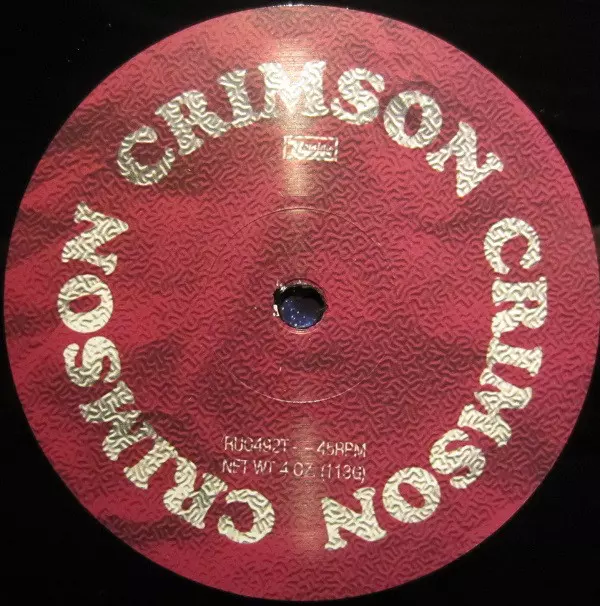 CRIMSON CRIMSON CRIMSON
RUG492T - - 45RPM
NET WT 4 OZ. (113G)